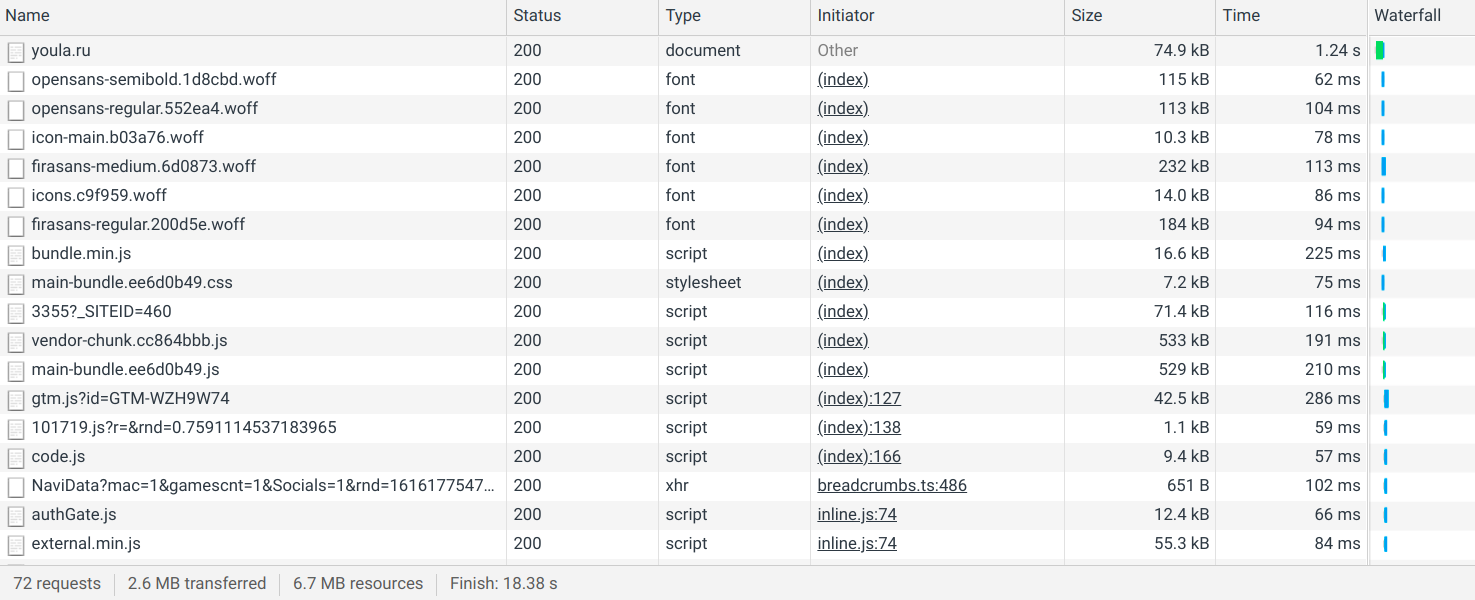 Name Status Type Initiator Size Time Waterfall
youla.ru 200 document Other 74.9 kB 1.24 s
opensans-semibold.1d8cbd.woff 200 font (index) 115 kB 62 ms
opensans-regular.552ea4.woff 200 font (index) 113 kB 104 ms
icon-main.b03a76.woff 200 font (index) 10.3 kB 78 ms
firasans-medium.6d0873.woff 200 font (index) 232 kB 113 ms
icons.c9f959.woff 200 font (index) 14.0 kB 86 ms
firasans-regular.200d5e.woff 200 font (index) 184 kB 94 ms
bundle.min.js 200 script (index) 16.6 kB 225 ms
main-bundle.ee6d0b49.css 200 stylesheet (index) 7.2 kB 75 ms
3355?_SITEID=460 200 script (index) 71.4 kB 116 ms
vendor-chunk.cc864bbb.js 200 script (index) 533 kB 191 ms
main-bundle.ee6d0b49.js 200 script (index) 529 kB 210 ms
gtm.js?id=GTM-WZH9W74 200 script (index):127 42.5 kB 286 ms
101719.js?r=&rnd=0.7591114537183965 200 script (index):138 1.1 kB 59 ms
code.js 200 script (index):166 9.4 kB 57 ms
NaviData?mac=1&gamescnt=1&Socials=1&rnd=1616177547... 200 xhr breadcrumbs.ts:486 651 B 102 ms
authGate.js 200 script inline.js:74 12.4 kB 66 ms
external.min.js 200 script inline.js:74 55.3 kB 84 ms
72 requests 2.6 MB transferred 6.7 MB resources Finish: 18.38 s